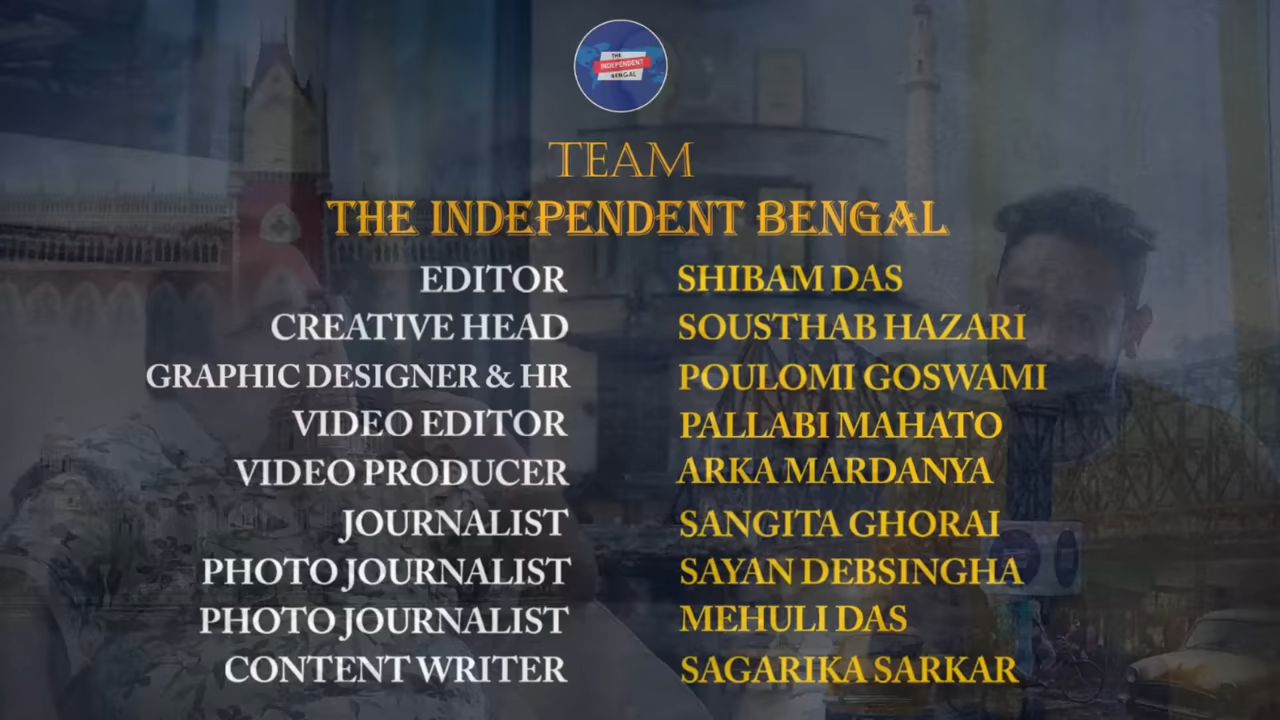 THE
INDEPENDENT
BENGAL
TEAM
THE INDEPENDENT BENGAL
EDITOR SHIBAM DAS
CREATIVE HEAD SOUSTHAB HAZARI
GRAPHIC DESIGNER & HR POULOMI GOSWAMI
VIDEO EDITOR PALLABI MAHATO
VIDEO PRODUCER ARKA MARDANYA
JOURNALIST SANGITA GHORAI
PHOTO JOURNALIST SAYAN DEBSINGHA
PHOTO JOURNALIST MEHULI DAS
CONTENT WRITER SAGARIKA SARKAR